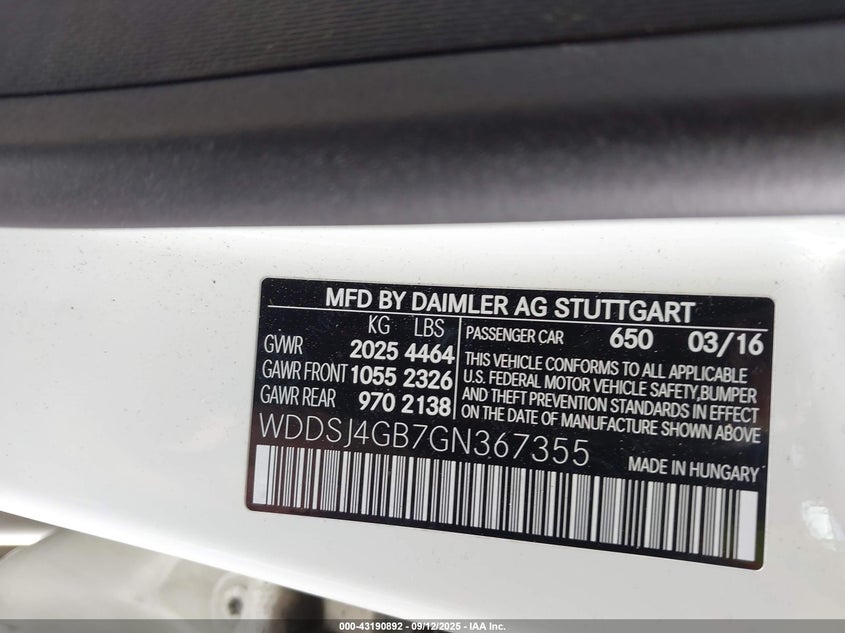 MFD BY DAIMLER AG STUTTGART
KG LBS
GVWR 2025 4464
GAWR FRONT 1055 2326
GAWR REAR 970 2138
PASSENGER CAR 650 03/16
THIS VEHICLE CONFORMS TO ALL APPLICABLE
U.S. FEDERAL MOTOR VEHICLE SAFETY,BUMPER
AND THEFT PREVENTION STANDARDS IN EFFECT
ON THE DATE OF MANUFACTURE SHOWN ABOVE
WDDSJ4GB7GN367355
MADE IN HUNGARY
000-43190892 - 09/12/2025 - IAA Inc.